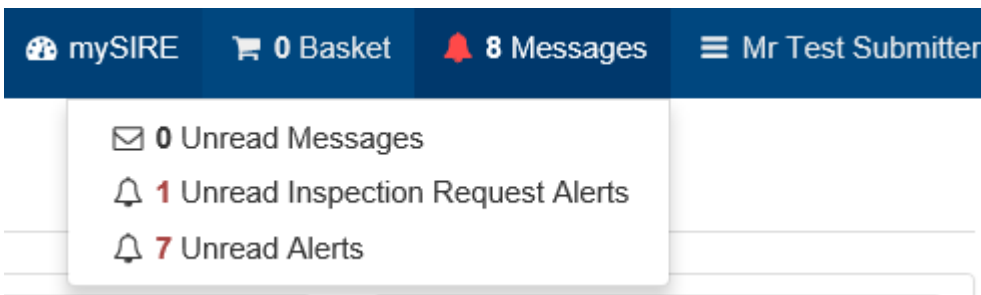 mySIRE 0 Basket 8 Messages Mr Test Submitter
0 Unread Messages
1 Unread Inspection Request Alerts
7 Unread Alerts